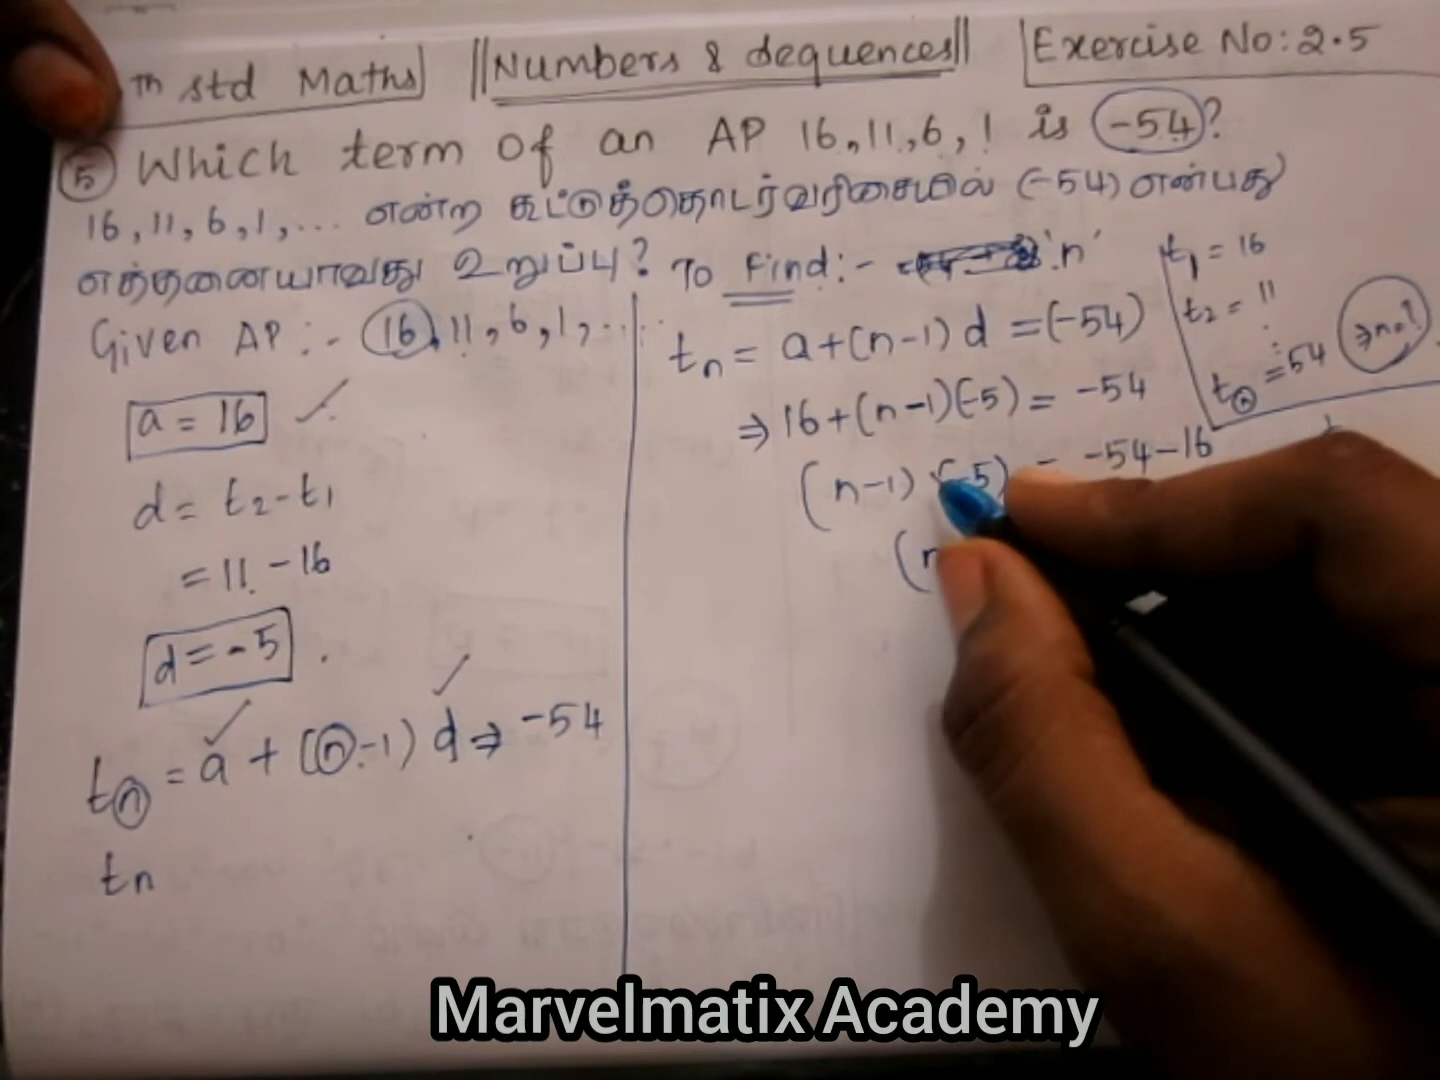 th std Maths || Numbers & Sequences || Exercise No: 2.5
5 Which term of an AP 16, 11, 6, 1 is -54?
16, 11, 6, 1, ... என்ற கூட்டுத்தொடர்வரிசையில் (-54) என்பது
எத்தனையாவது உறுப்பு?
Given AP :- 16, 11, 6, 1, ......
a = 16
d = t2 - t1
= 11 - 16
d = -5
tn = a + (n-1) d ⇒ -54
tn
To Find :- 'n'
tn = a + (n-1) d = (-54)
⇒ 16 + (n-1) (-5) = -54
(n-1) (-5) = -54 - 16
(n
t1 = 16
t2 = 11
:
tn = -54 ⇒ n=?
Marvelmatix Academy